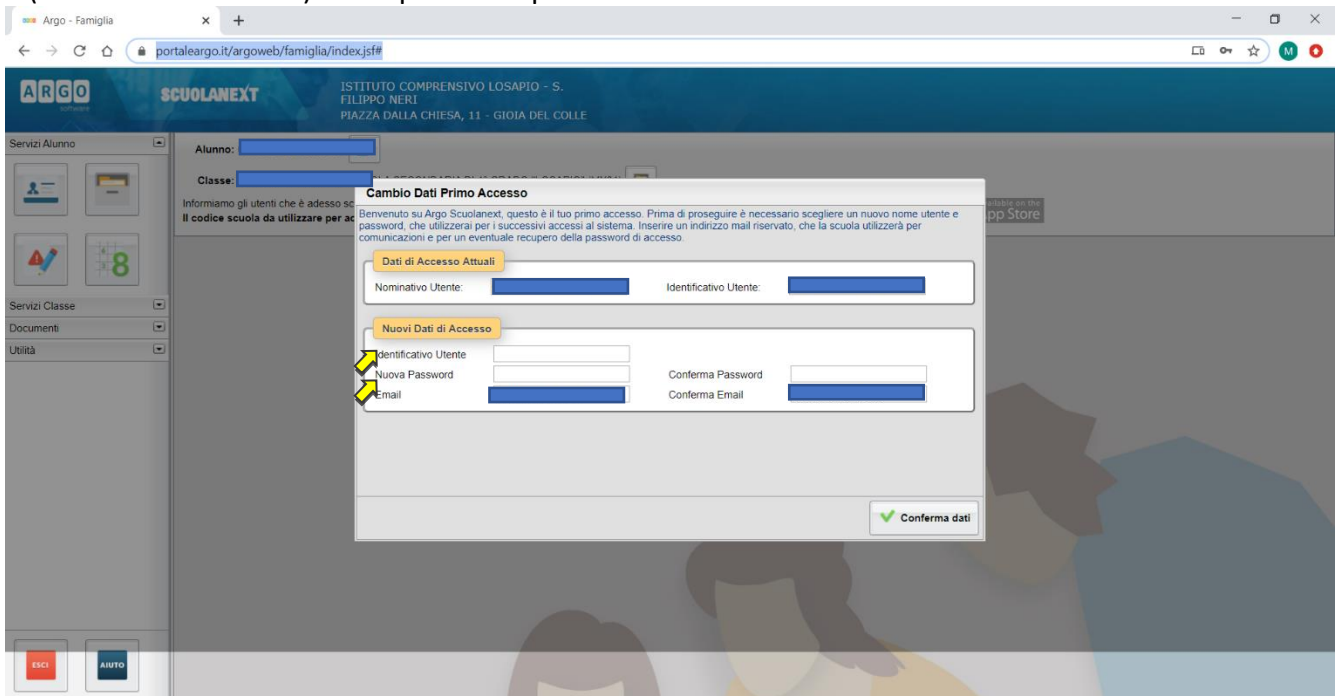 Argo - Famiglia
portaleargo.it/argoweb/famiglia/index.jsf#
M
ARGO
software
SCUOLANEXT
ISTITUTO COMPRENSIVO LOSAPIO - S.
FILIPPO NERI
PIAZZA DALLA CHIESA, 11 - GIOIA DEL COLLE
Servizi Alunno
Alunno:
Classe:
Informiamo gli utenti che è adesso
Il codice scuola da utilizzare per
App Store
8
Servizi Classe
Documenti
Utilità
Cambio Dati Primo Accesso
Benvenuto su Argo Scuolanext, questo è il tuo primo accesso. Prima di proseguire è necessario scegliere un nuovo nome utente e
password, che utilizzerai per i successivi accessi al sistema. Inserire un indirizzo mail riservato, che la scuola utilizzerà per
comunicazioni e per un eventuale recupero della password di accesso.
Dati di Accesso Attuali
Nominativo Utente:
Identificativo Utente:
Nuovi Dati di Accesso
Identificativo Utente
Nuova Password
Conferma Password
Email
Conferma Email
Conferma dati
ESCI
AIUTO